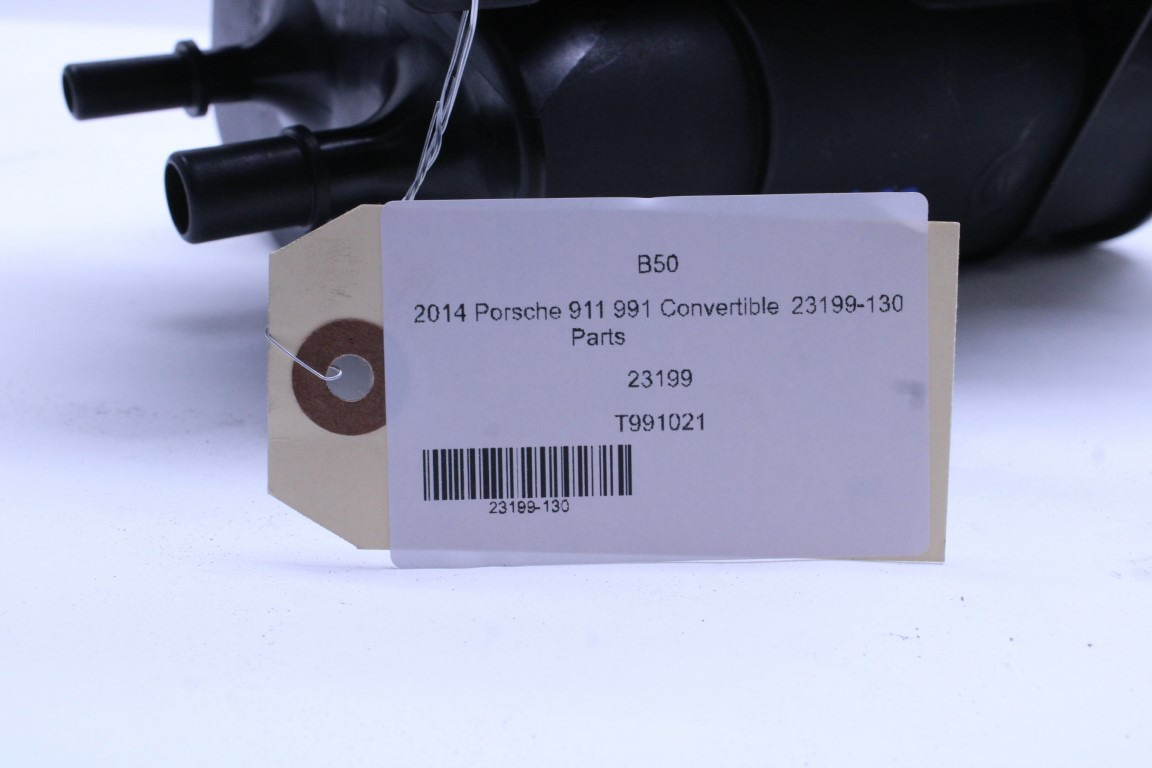 B50
2014 Porsche 911 991 Convertible 23199-130
Parts
23199
T991021
23199-130